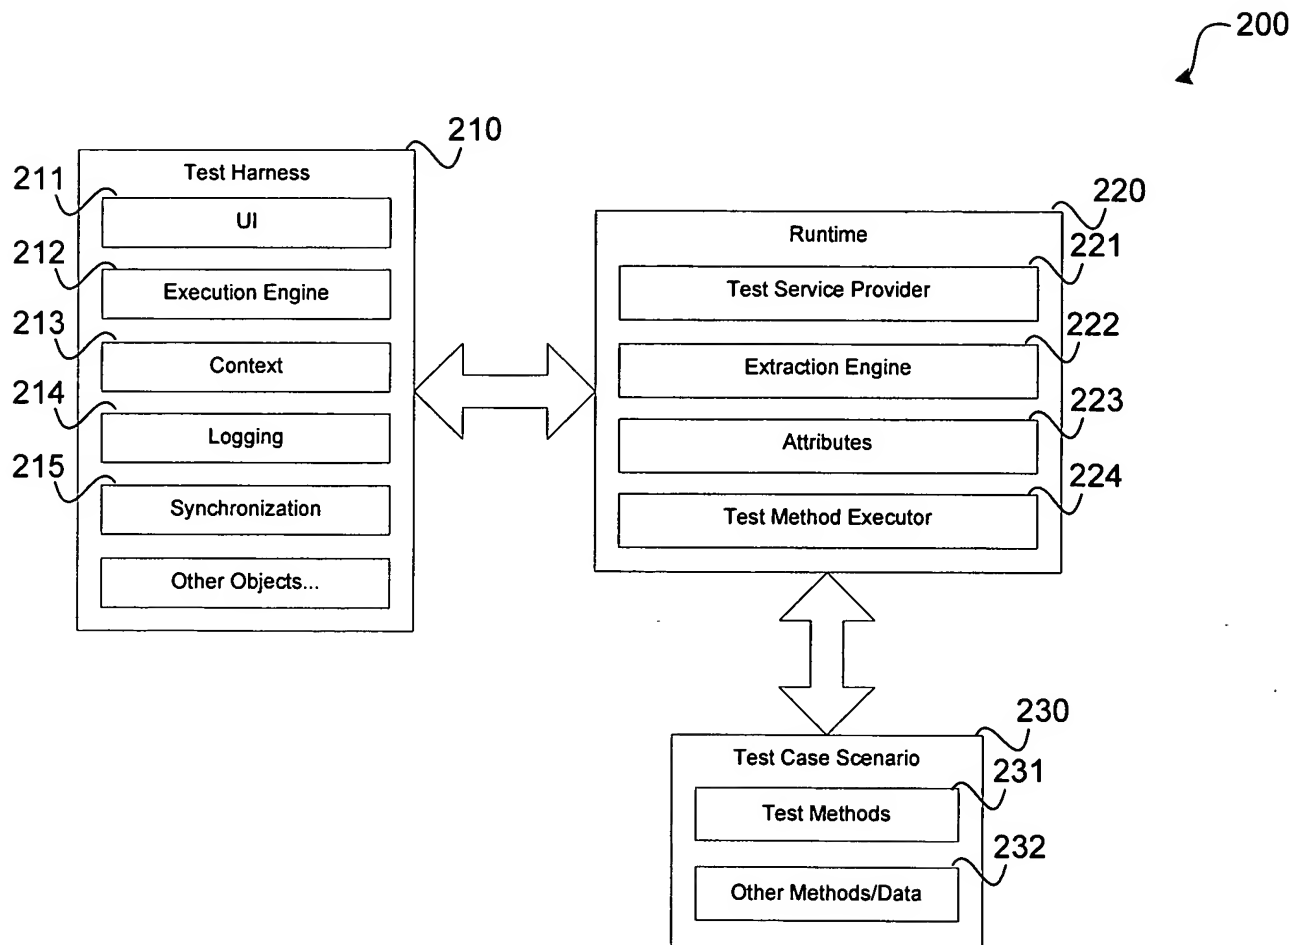 200
210
Test Harness
211
UI
212
Execution Engine
213
Context
214
Logging
215
Synchronization
Other Objects...
220
Runtime
221
Test Service Provider
222
Extraction Engine
223
Attributes
224
Test Method Executor
230
Test Case Scenario
231
Test Methods
232
Other Methods/Data